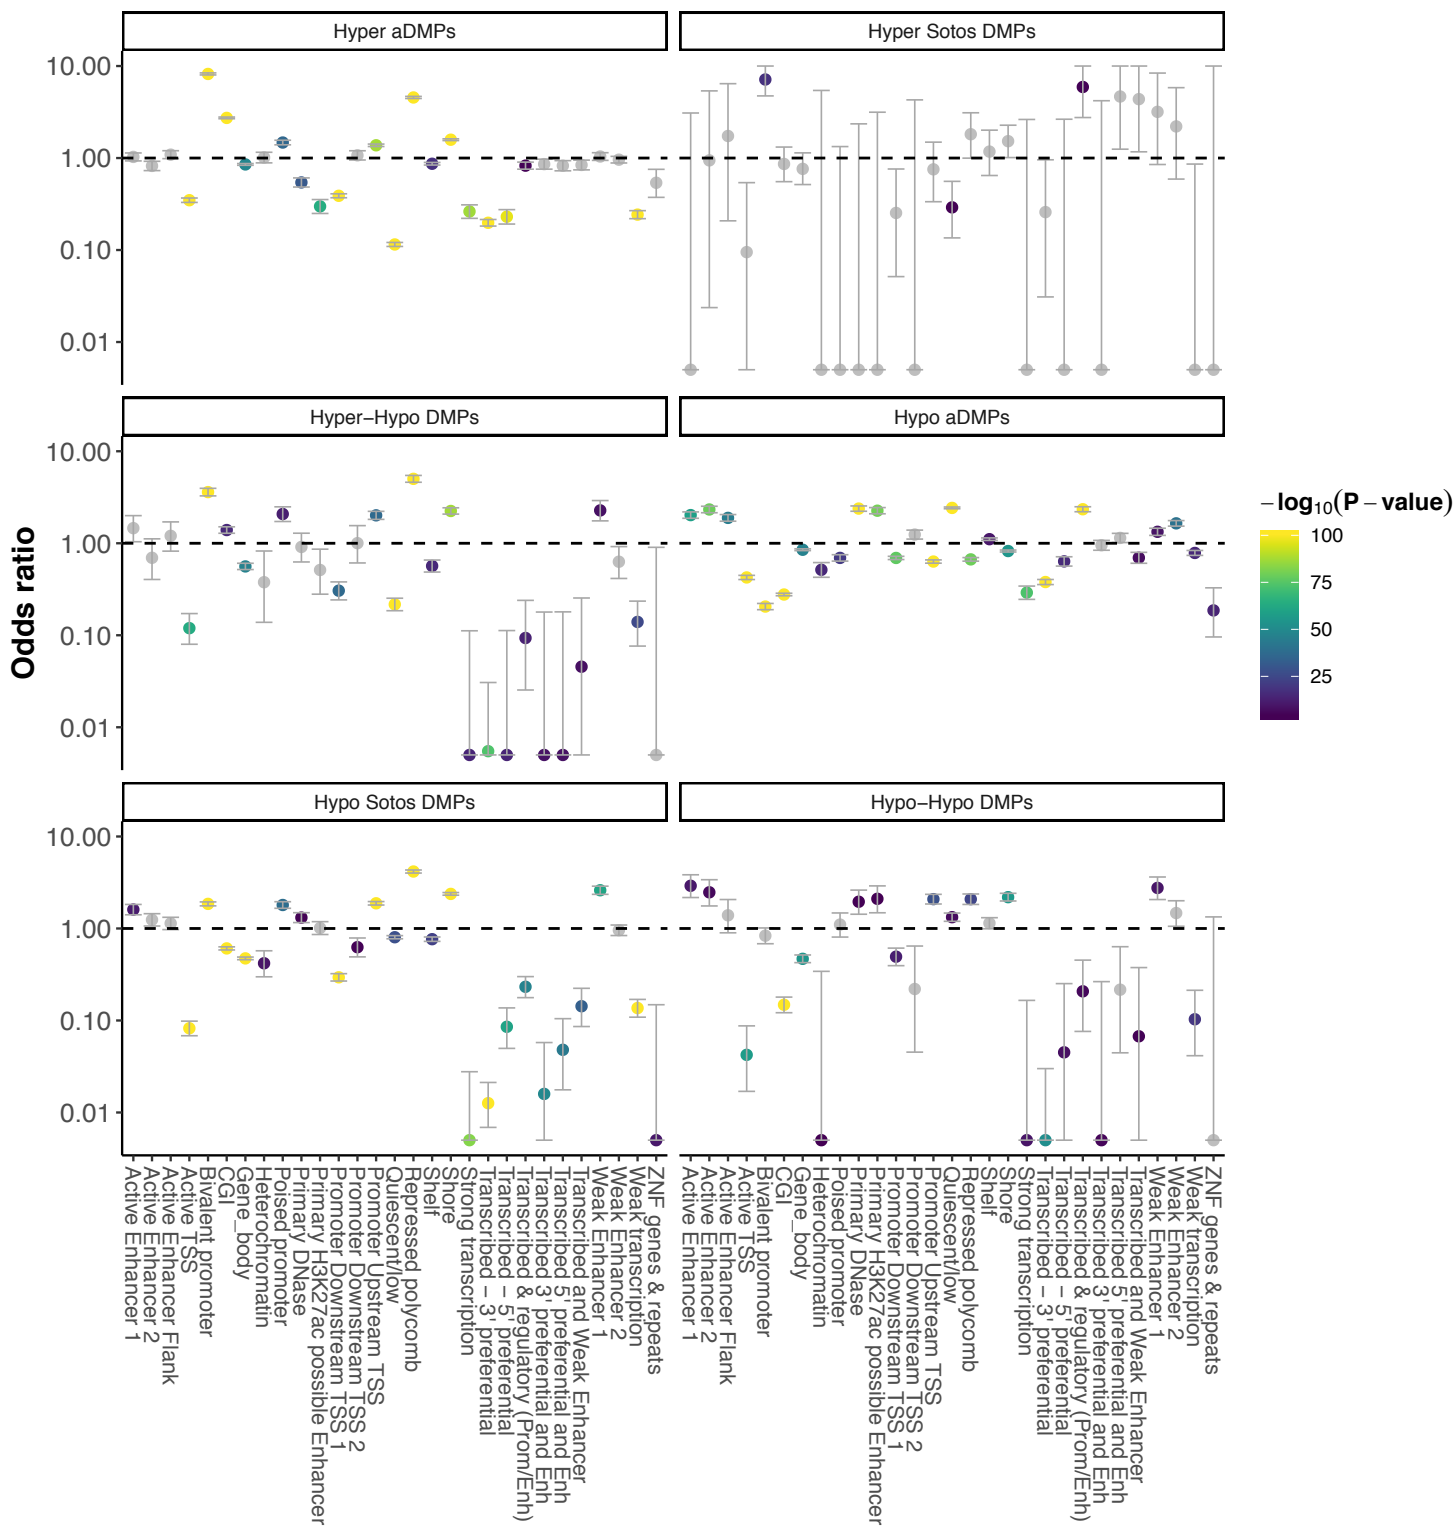 Hyper aDMPs
Hyper Sotos DMPs
10.00
1.00
0.10
0.01
Hyper−Hypo DMPs
Hypo aDMPs
10.00
1.00
0.10
0.01
Hypo Sotos DMPs
Hypo−Hypo DMPs
10.00
1.00
0.10
0.01
Odds ratio
−log10(P−value)
100
75
50
25
Active Enhancer 1
Active Enhancer 2
Active Enhancer Flank
Active TSS
Bivalent promoter
CGI
Gene_body
Heterochromatin
Poised promoter
Primary DNase
Primary H3K27ac possible Enhancer
Promoter Downstream TSS 1
Promoter Downstream TSS 2
Promoter Upstream TSS
Quiescent/low
Repressed polycomb
Shelf
Shore
Strong transcription
Transcribed − 3' preferential
Transcribed − 5' preferential
Transcribed & regulatory (Prom/Enh)
Transcribed 3' preferential and Enh
Transcribed 5' preferential and Enh
Transcribed and Weak Enhancer
Weak Enhancer 1
Weak Enhancer 2
Weak transcription
ZNF genes & repeats
Active Enhancer 1
Active Enhancer 2
Active Enhancer Flank
Active TSS
Bivalent promoter
CGI
Gene_body
Heterochromatin
Poised promoter
Primary DNase
Primary H3K27ac possible Enhancer
Promoter Downstream TSS 1
Promoter Downstream TSS 2
Promoter Upstream TSS
Quiescent/low
Repressed polycomb
Shelf
Shore
Strong transcription
Transcribed − 3' preferential
Transcribed − 5' preferential
Transcribed & regulatory (Prom/Enh)
Transcribed 3' preferential and Enh
Transcribed 5' preferential and Enh
Transcribed and Weak Enhancer
Weak Enhancer 1
Weak Enhancer 2
Weak transcription
ZNF genes & repeats